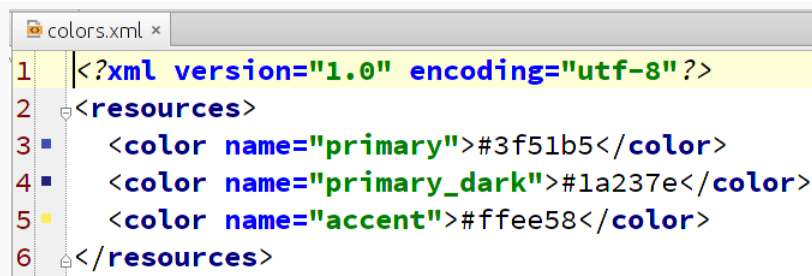 colors.xml ×
1 <?xml version="1.0" encoding="utf-8"?>
2 <resources>
3 <color name="primary">#3f51b5</color>
4 <color name="primary_dark">#1a237e</color>
5 <color name="accent">#ffee58</color>
6 </resources>